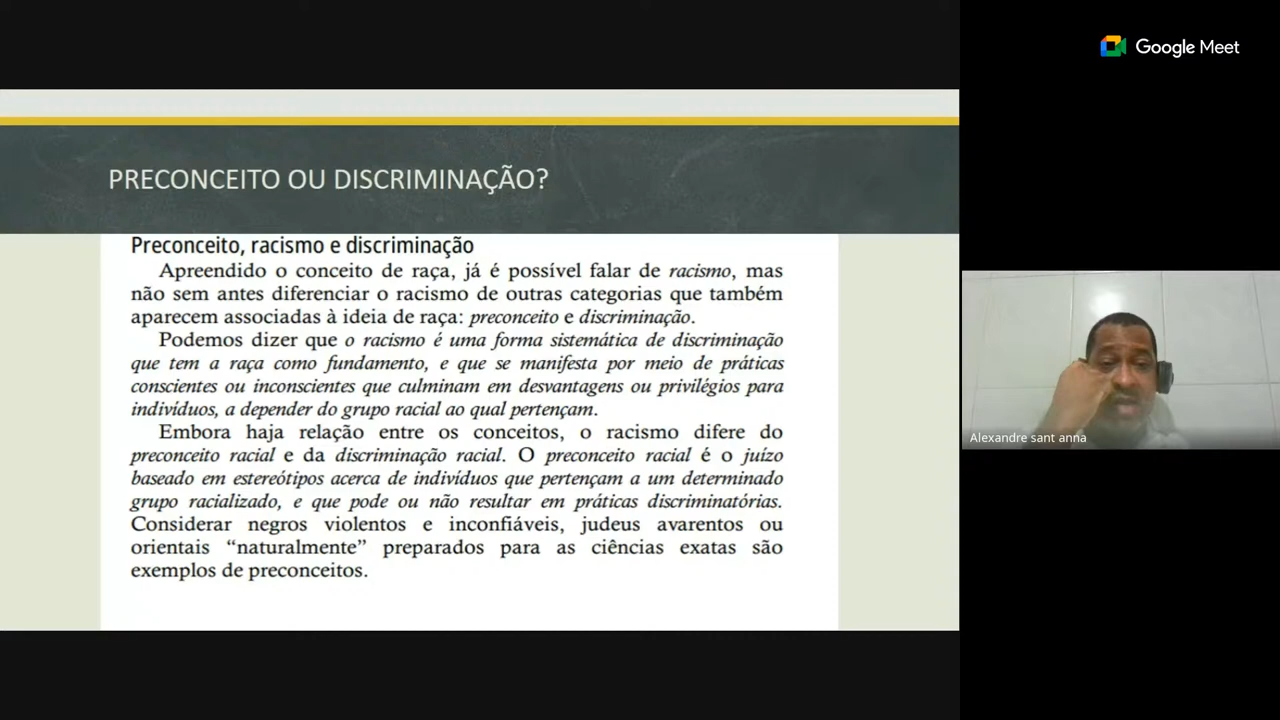 PRECONCEITO OU DISCRIMINAÇÃO?
Preconceito, racismo e discriminação
Apreendido o conceito de raça, já é possível falar de racismo, mas
não sem antes diferenciar o racismo de outras categorias que também
aparecem associadas à ideia de raça: preconceito e discriminação.
Podemos dizer que o racismo é uma forma sistemática de discriminação
que tem a raça como fundamento, e que se manifesta por meio de práticas
conscientes ou inconscientes que culminam em desvantagens ou privilégios para
indivíduos, a depender do grupo racial ao qual pertençam.
Embora haja relação entre os conceitos, o racismo difere do
preconceito racial e da discriminação racial. O preconceito racial é o juízo
baseado em estereótipos acerca de indivíduos que pertençam a um determinado
grupo racializado, e que pode ou não resultar em práticas discriminatórias.
Considerar negros violentos e inconfiáveis, judeus avarentos ou
orientais “naturalmente” preparados para as ciências exatas são
exemplos de preconceitos.
Google Meet
Alexandre sant anna